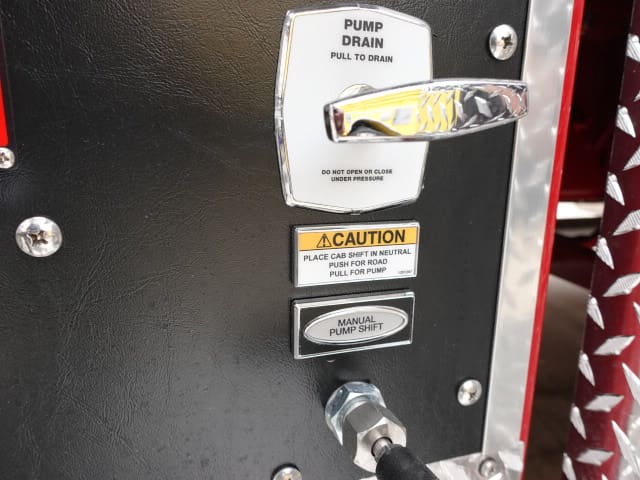 PUMP
DRAIN
PULL TO DRAIN
DO NOT OPEN OR CLOSE
UNDER PRESSURE
⚠CAUTION
PLACE CAB SHIFT IN NEUTRAL
PUSH FOR ROAD
PULL FOR PUMP
MANUAL
PUMP SHIFT